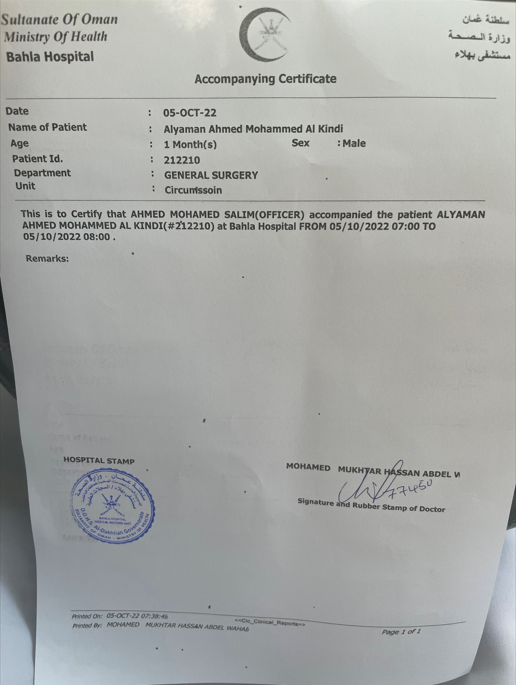 Sultanate Of Oman
Ministry Of Health
Bahla Hospital
سلطنة عُمان
وزارة الصحة
مستشفى بهلاء
Accompanying Certificate
Date : 05-OCT-22
Name of Patient : Alyaman Ahmed Mohammed Al Kindi
Age : 1 Month(s) Sex : Male
Patient Id. : 212210
Department : GENERAL SURGERY
Unit : Circumssoin
This is to Certify that AHMED MOHAMED SALIM(OFFICER) accompanied the patient ALYAMAN
AHMED MOHAMMED AL KINDI(#212210) at Bahla Hospital FROM 05/10/2022 07:00 TO
05/10/2022 08:00 .
Remarks:
HOSPITAL STAMP
MOHAMED MUKHTAR HASSAN ABDEL W
77450
Signature and Rubber Stamp of Doctor
Printed On: 05-OCT-22 07:38:46
<<Clo_Clinical_Reports>>
Printed By: MOHAMED MUKHTAR HASSAN ABDEL WAHAB
Page 1 of 1